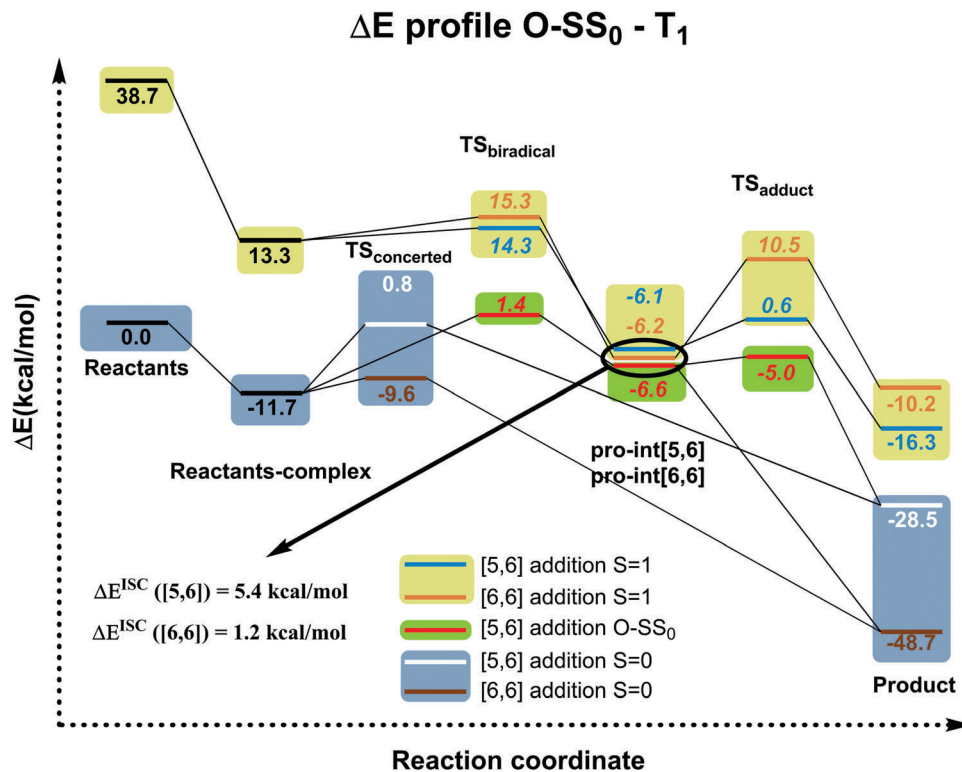 ΔE profile O-SS₀ - T₁
ΔE(kcal/mol)
38.7
13.3
0.0
Reactants
-11.7
Reactants-complex
TSconcerted
0.8
-9.6
TSbiradical
15.3
14.3
1.4
-6.1
-6.2
-6.6
pro-int[5,6]
pro-int[6,6]
TSadduct
10.5
0.6
-5.0
-10.2
-16.3
-28.5
-48.7
Product
ΔE^ISC ([5,6]) = 5.4 kcal/mol
ΔE^ISC ([6,6]) = 1.2 kcal/mol
[5,6] addition S=1
[6,6] addition S=1
[5,6] addition O-SS₀
[5,6] addition S=0
[6,6] addition S=0
Reaction coordinate